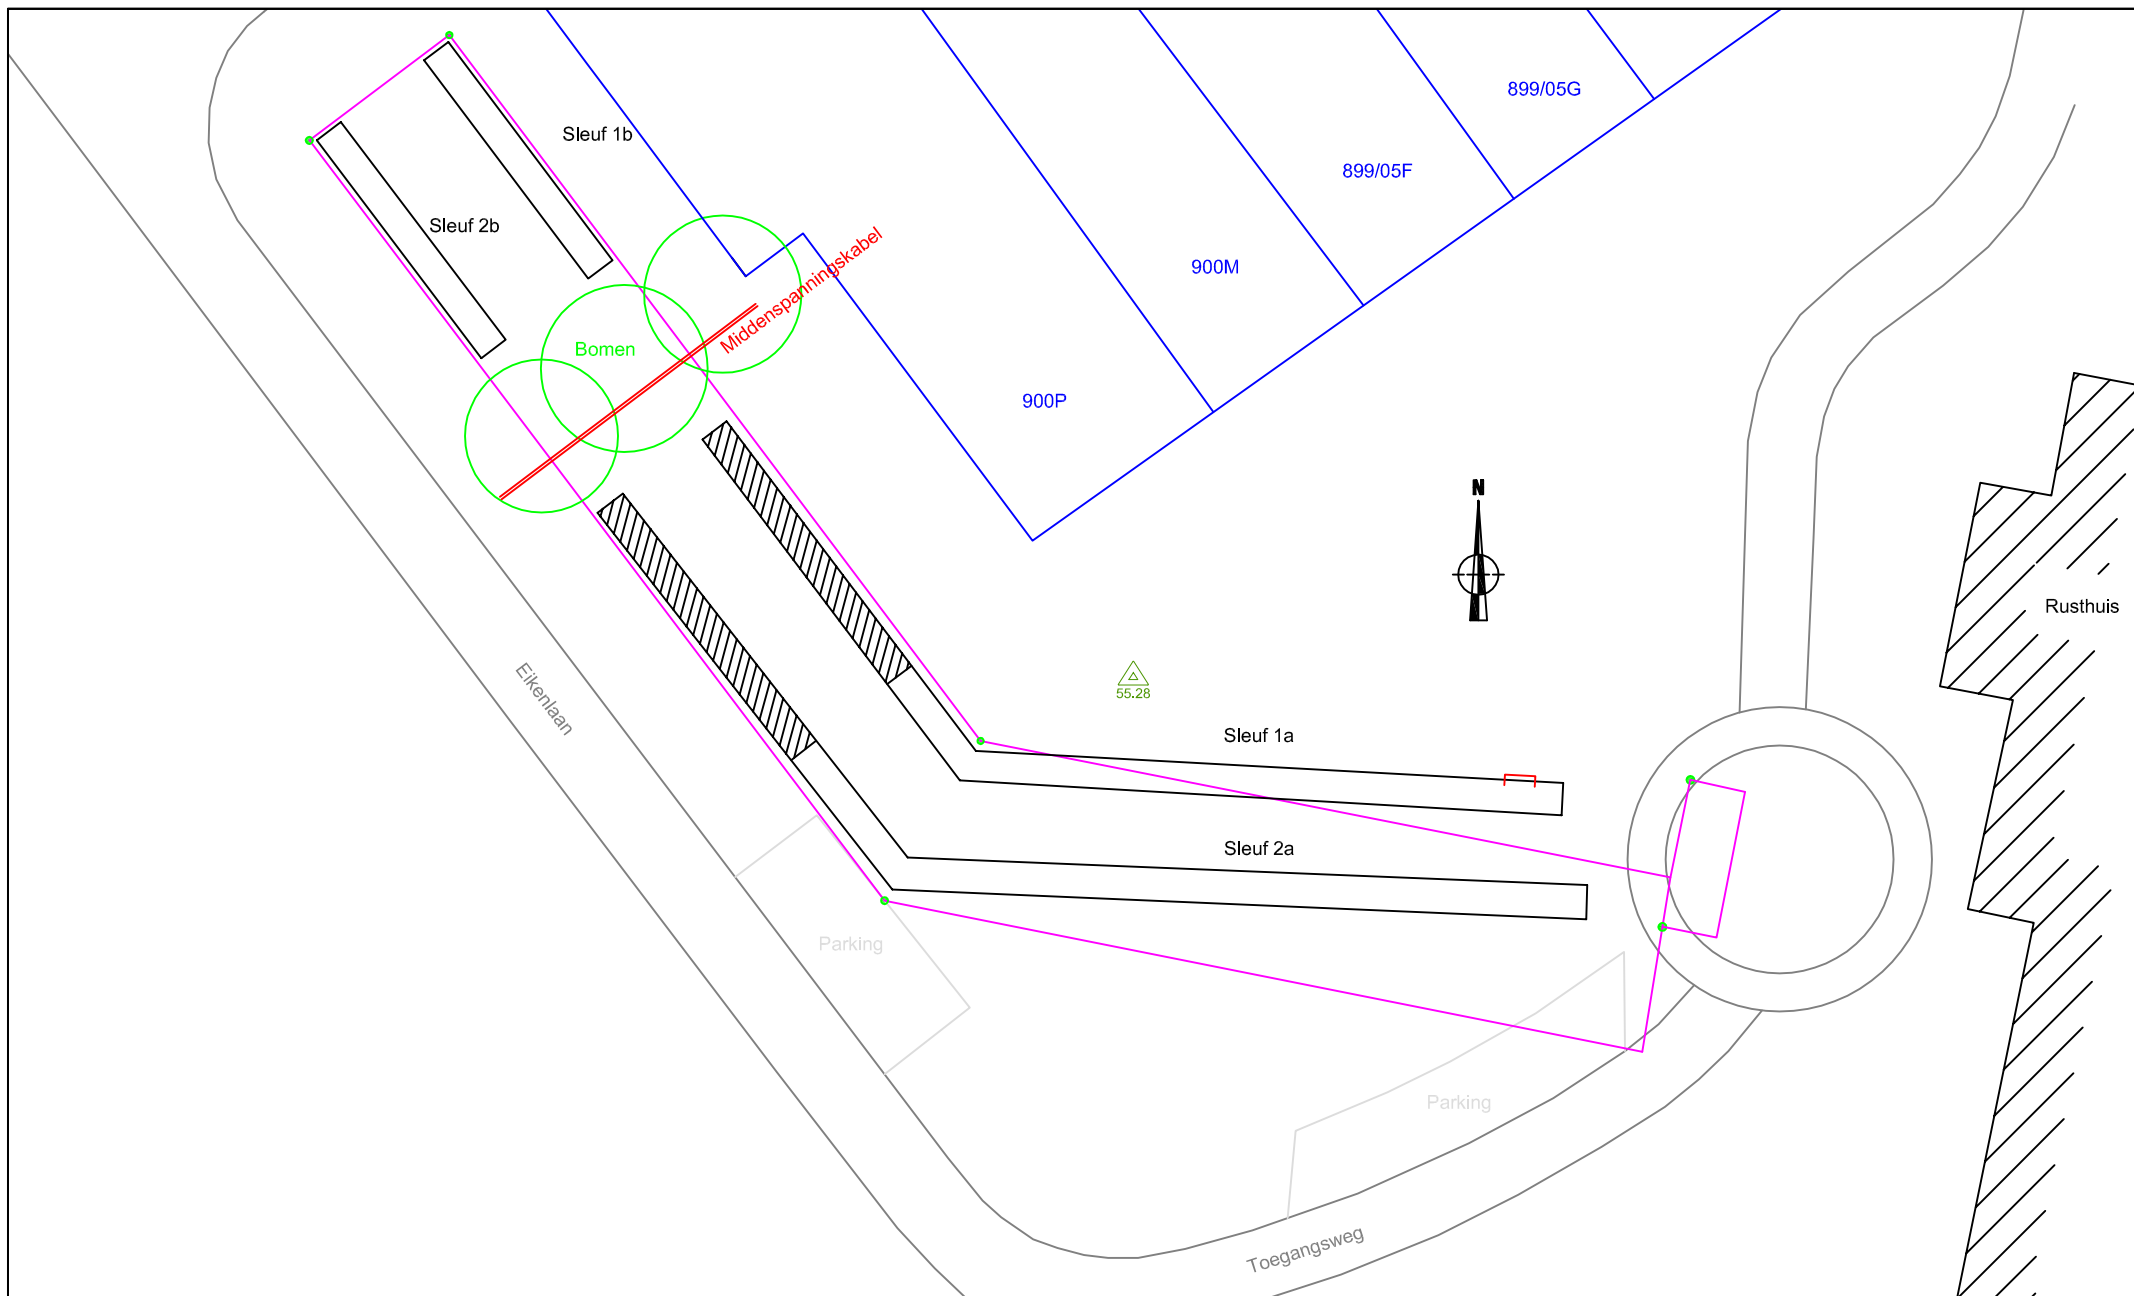 899/05G
Sleuf 1b
899/05F
Sleuf 2b
Middenspanningskabel
900M
Bomen
900P
N
Rusthuis
Eikenlaan
55.28
Sleuf 1a
Sleuf 2a
Parking
Parking
Toegangsweg